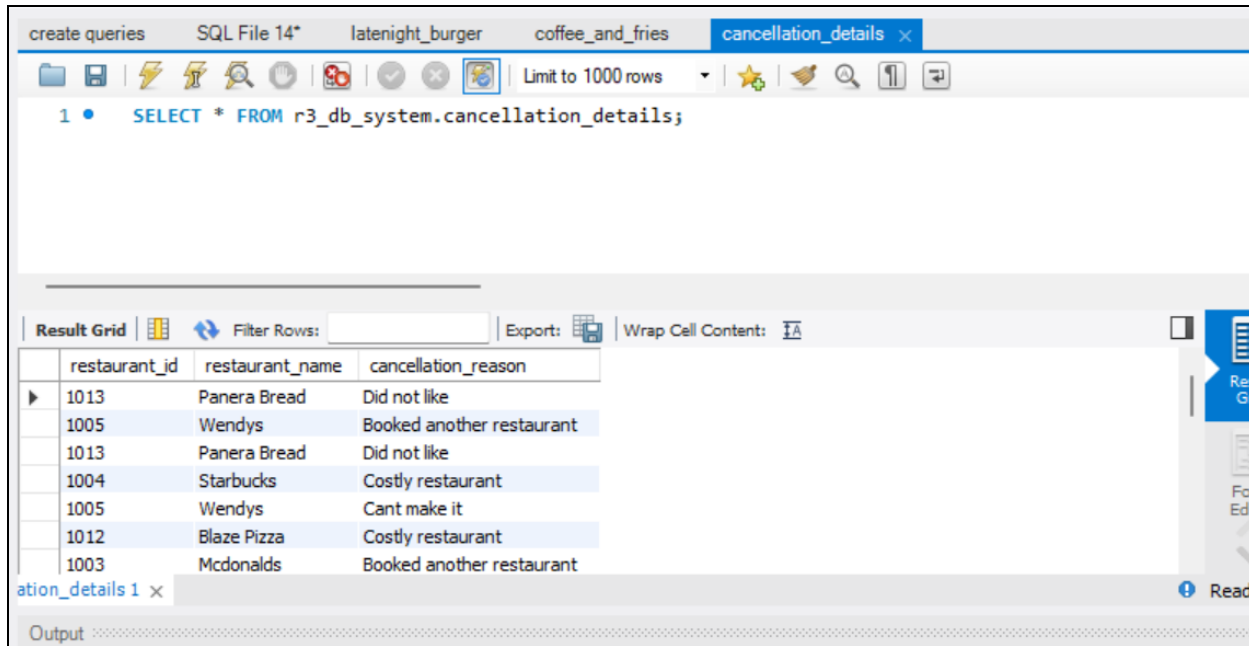 create queries SQL File 14* latenight_burger coffee_and_fries cancellation_details
Limit to 1000 rows
1 SELECT * FROM r3_db_system.cancellation_details;
Result Grid Filter Rows: Export: Wrap Cell Content:
restaurant_id restaurant_name cancellation_reason
1013 Panera Bread Did not like
1005 Wendys Booked another restaurant
1013 Panera Bread Did not like
1004 Starbucks Costly restaurant
1005 Wendys Cant make it
1012 Blaze Pizza Costly restaurant
1003 Mcdonalds Booked another restaurant
ation_details 1 Read
Output